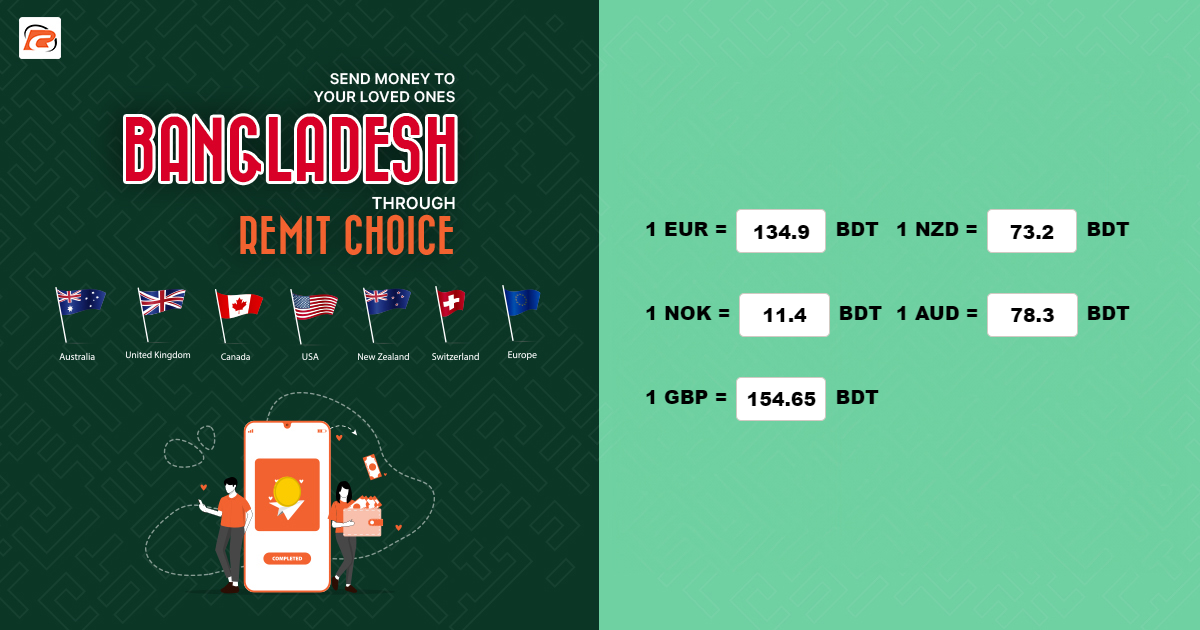 SEND MONEY TO
YOUR LOVED ONES
BANGLADESH
THROUGH
REMIT CHOICE
Australia
United Kingdom
Canada
USA
New Zealand
Switzerland
Europe
COMPLETED
1 EUR = 134.9 BDT 1 NZD = 73.2 BDT
1 NOK = 11.4 BDT 1 AUD = 78.3 BDT
1 GBP = 154.65 BDT